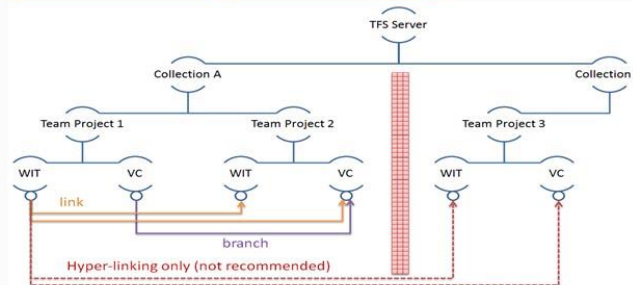 TFS Server
Collection A
Collection
Team Project 1
Team Project 2
Team Project 3
WIT
VC
WIT
VC
WIT
VC
link
branch
Hyper-linking only (not recommended)